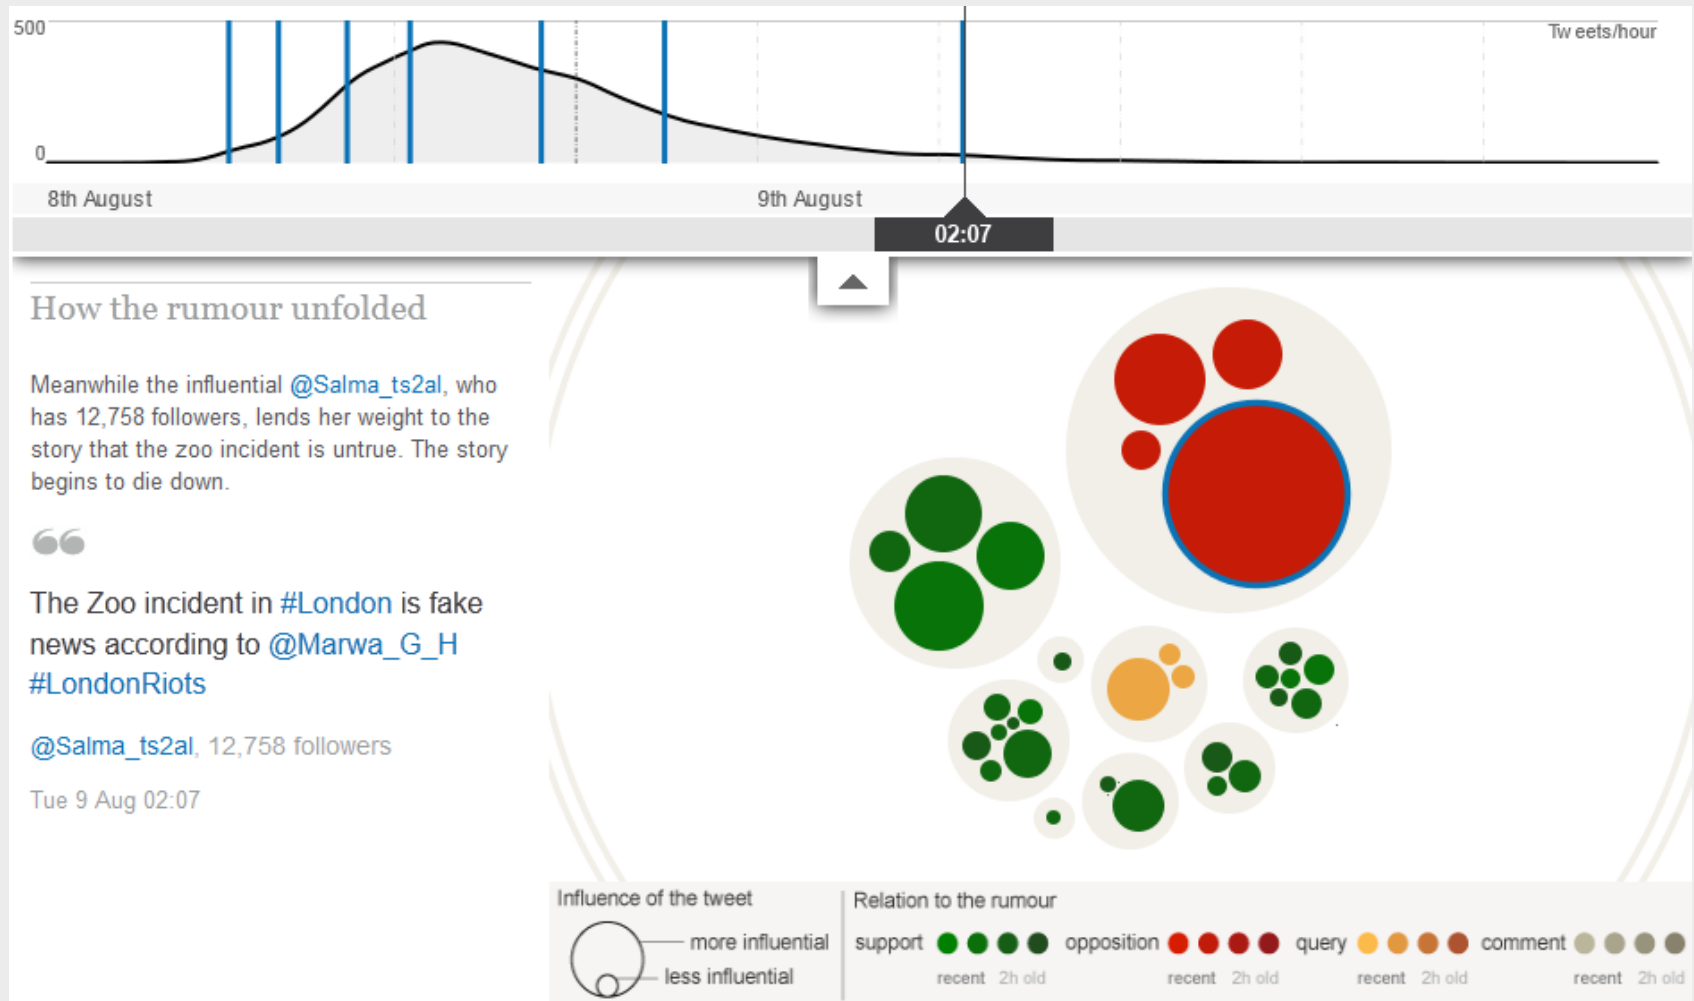 500
Tweets/hour
0
8th August
9th August
02:07
How the rumour unfolded
Meanwhile the influential @Salma_ts2al, who
has 12,758 followers, lends her weight to the
story that the zoo incident is untrue. The story
begins to die down.
The Zoo incident in #London is fake
news according to @Marwa_G_H
#LondonRiots
@Salma_ts2al, 12,758 followers
Tue 9 Aug 02:07
Influence of the tweet
more influential
less influential
Relation to the rumour
support
recent 2h old
opposition
recent 2h old
query
recent 2h old
comment
recent 2h old